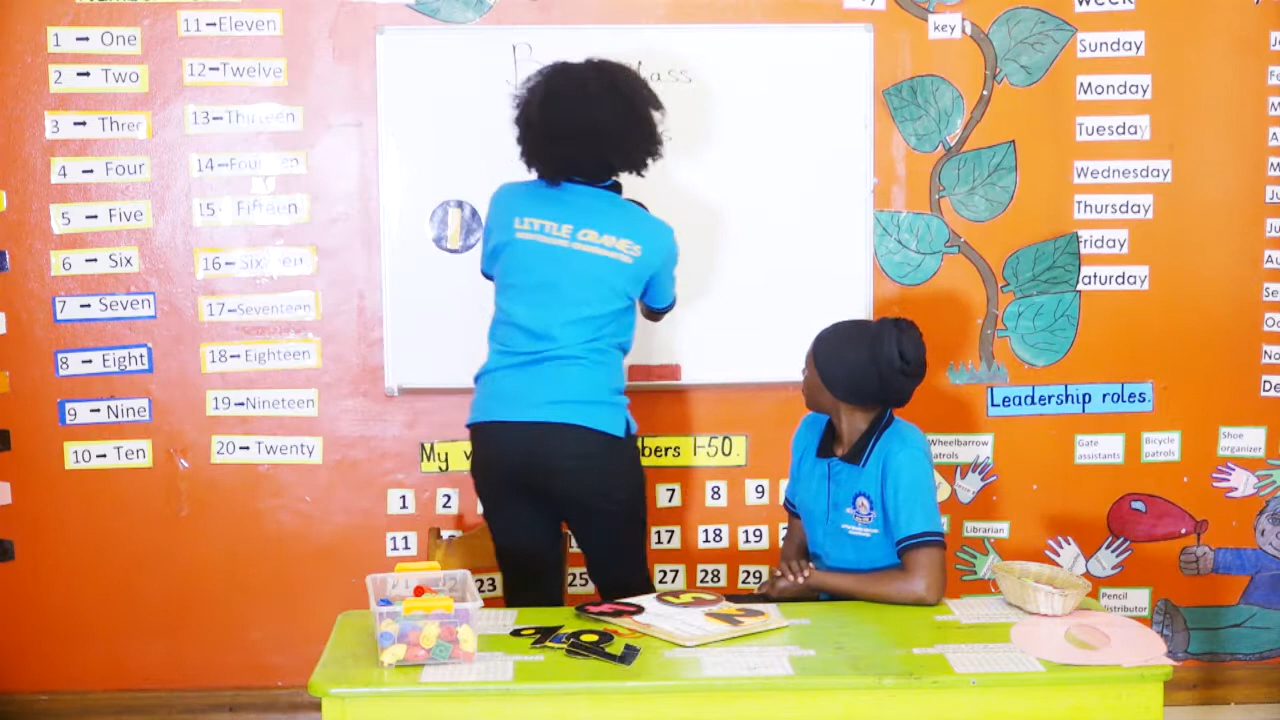 1 → One
2 → Two
3 → Three
4 → Four
5 → Five
6 → Six
7 → Seven
8 → Eight
9 → Nine
10 → Ten
11 → Eleven
12 → Twelve
13 → Thirteen
14 → Fourteen
15 Fifteen
16 → Sixteen
17 → Seventeen
18 → Eighteen
19 → Nineteen
20 → Twenty
B
1
LITTLE CRANES
key
Week
Sunday
Monday
Tuesday
Wednesday
Thursday
Friday
Saturday
Leadership roles.
Wheelbarrow patrols
Gate
assistants
Bicycle
patrols
Shoe
organizer
Librarian
Pencil
distributor
My
bers 1-50.
1 2 7 8 9
11 17 18 19
23 25 27 28 29
5